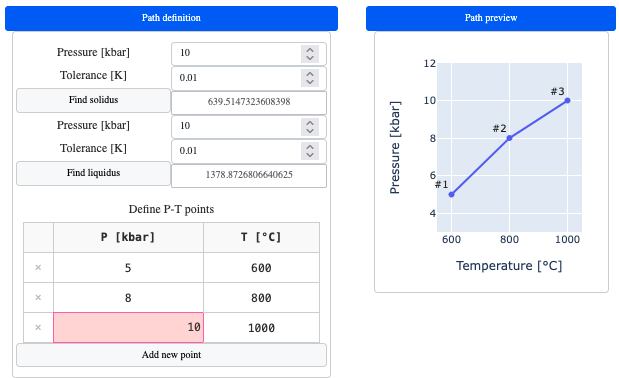 Path definition
Pressure [kbar] 10
Tolerance [K] 0.01
Find solidus 639.5147323608398
Pressure [kbar] 10
Tolerance [K] 0.01
Find liquidus 1378.8726806640625
Define P-T points
P [kbar] T [°C]
× 5 600
× 8 800
× 10 1000
Add new point
Path preview
12
10
8
6
4
Pressure [kbar]
#1
#2
#3
600 800 1000
Temperature [°C]